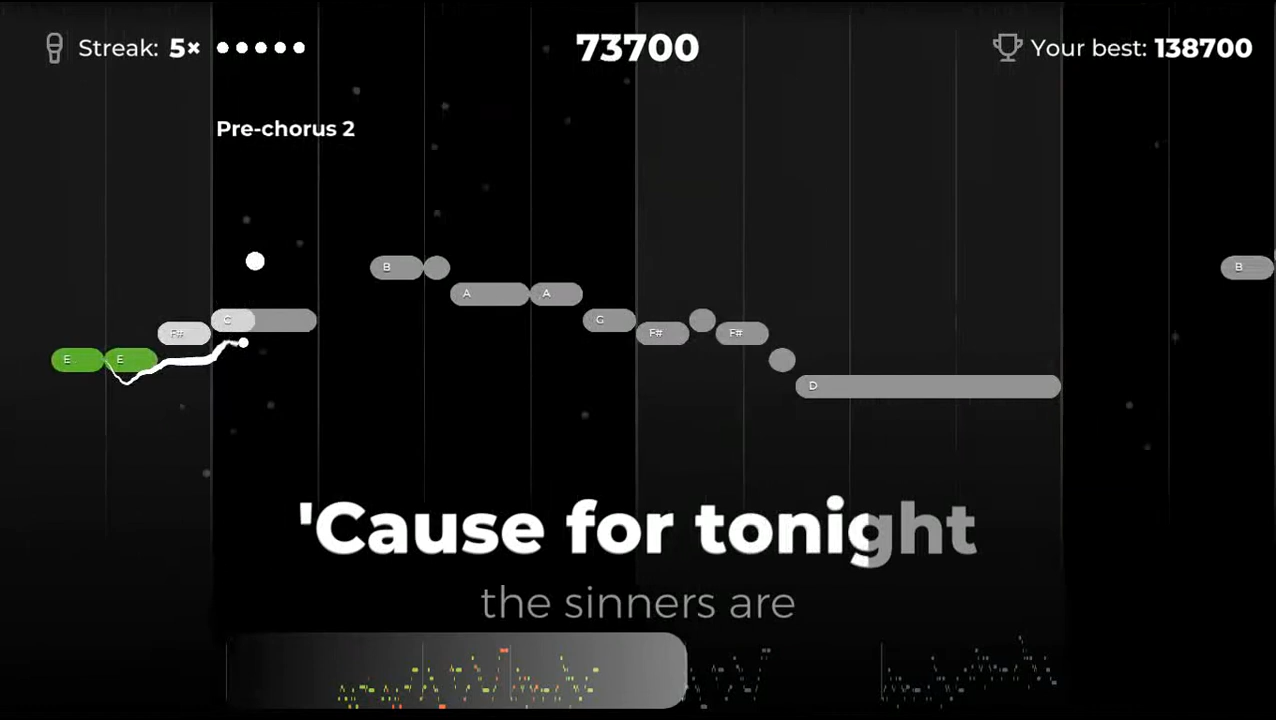 Streak: 5× 73700 Your best: 138700
Pre-chorus 2
B B
A A
G G
F# F# F#
E E
D
'Cause for tonight
the sinners are